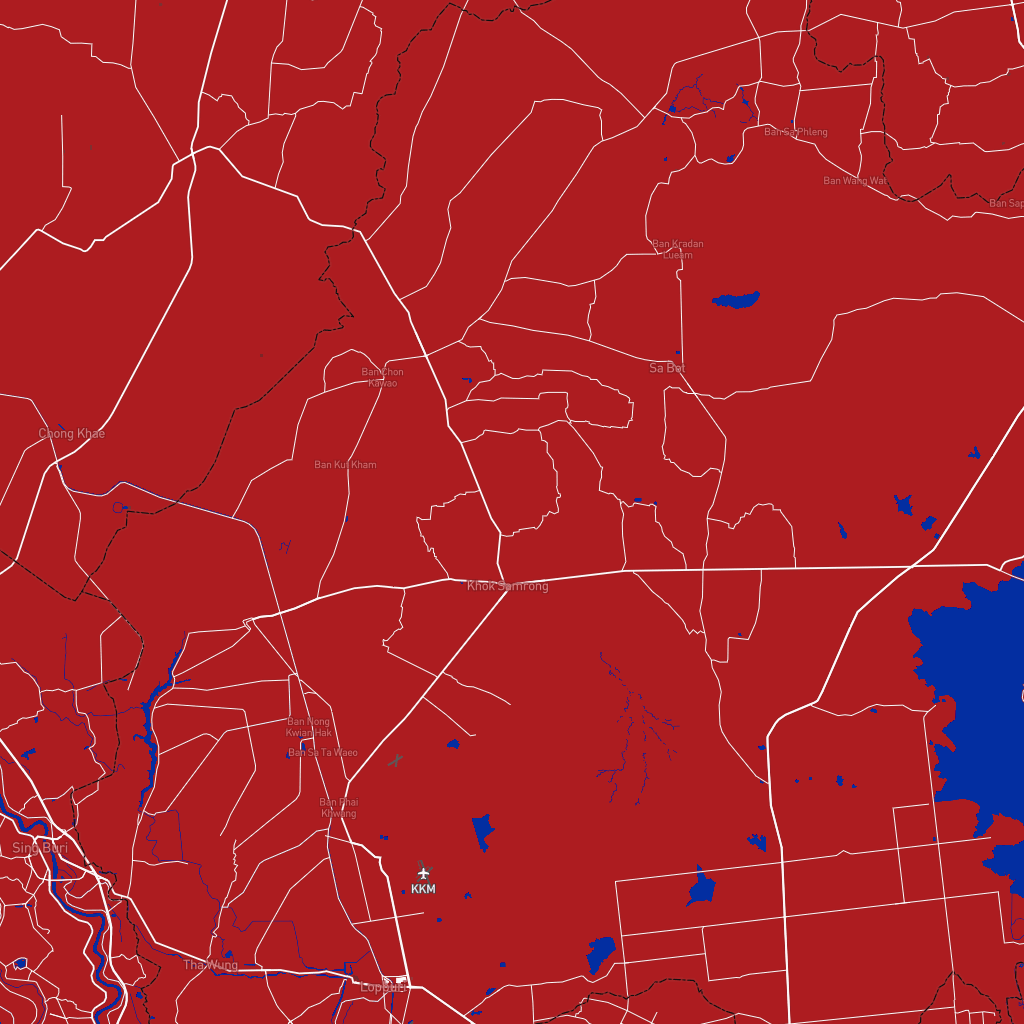 Ban Sa Phleng
Ban Wang Wat
Ban Sap
Ban Kradan
Lueam
Sa Bot
Ban Chon
Kawao
Chong Khae
Ban Kut Kham
Khok Samrong
Ban Nong
Kwian Hak
Ban Sa Ta Waeo
Ban Phai
Khwang
Sing Buri
KKM
Tha Wung
Lopburi